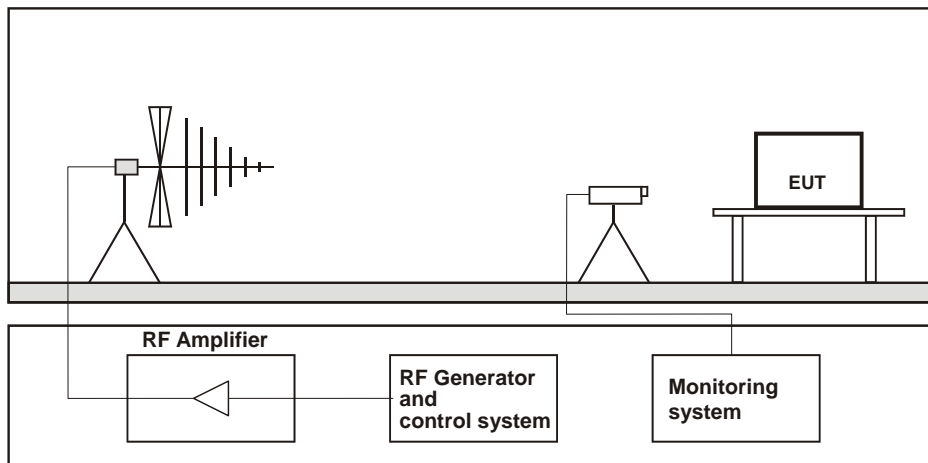 EUT
RF Amplifier
RF Generator
and
control system
Monitoring
system